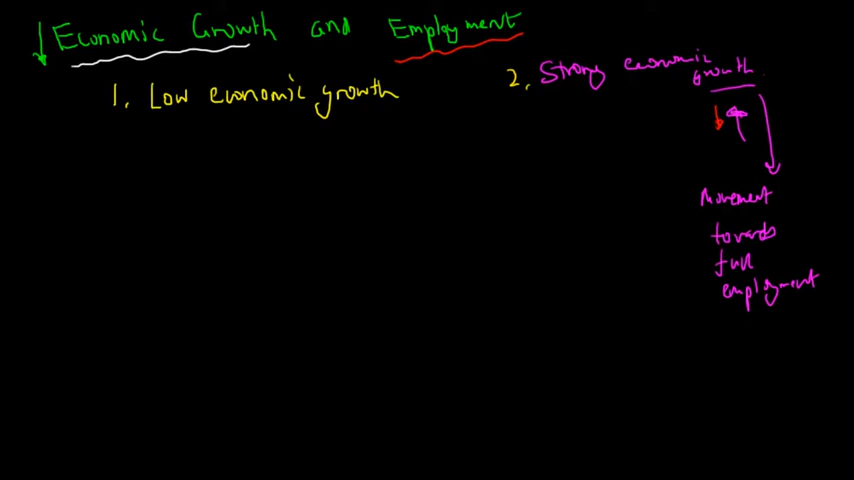 Economic Growth and Employment
1. Low economic growth
2. Strong economic
growth
Movement
towards
full
employment